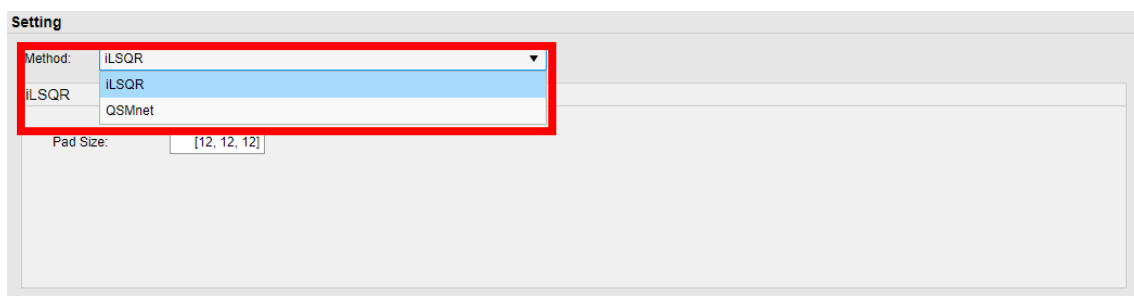 Setting
Method: iLSQR
iLSQR
iLSQR
QSMnet
Pad Size: [12, 12, 12]